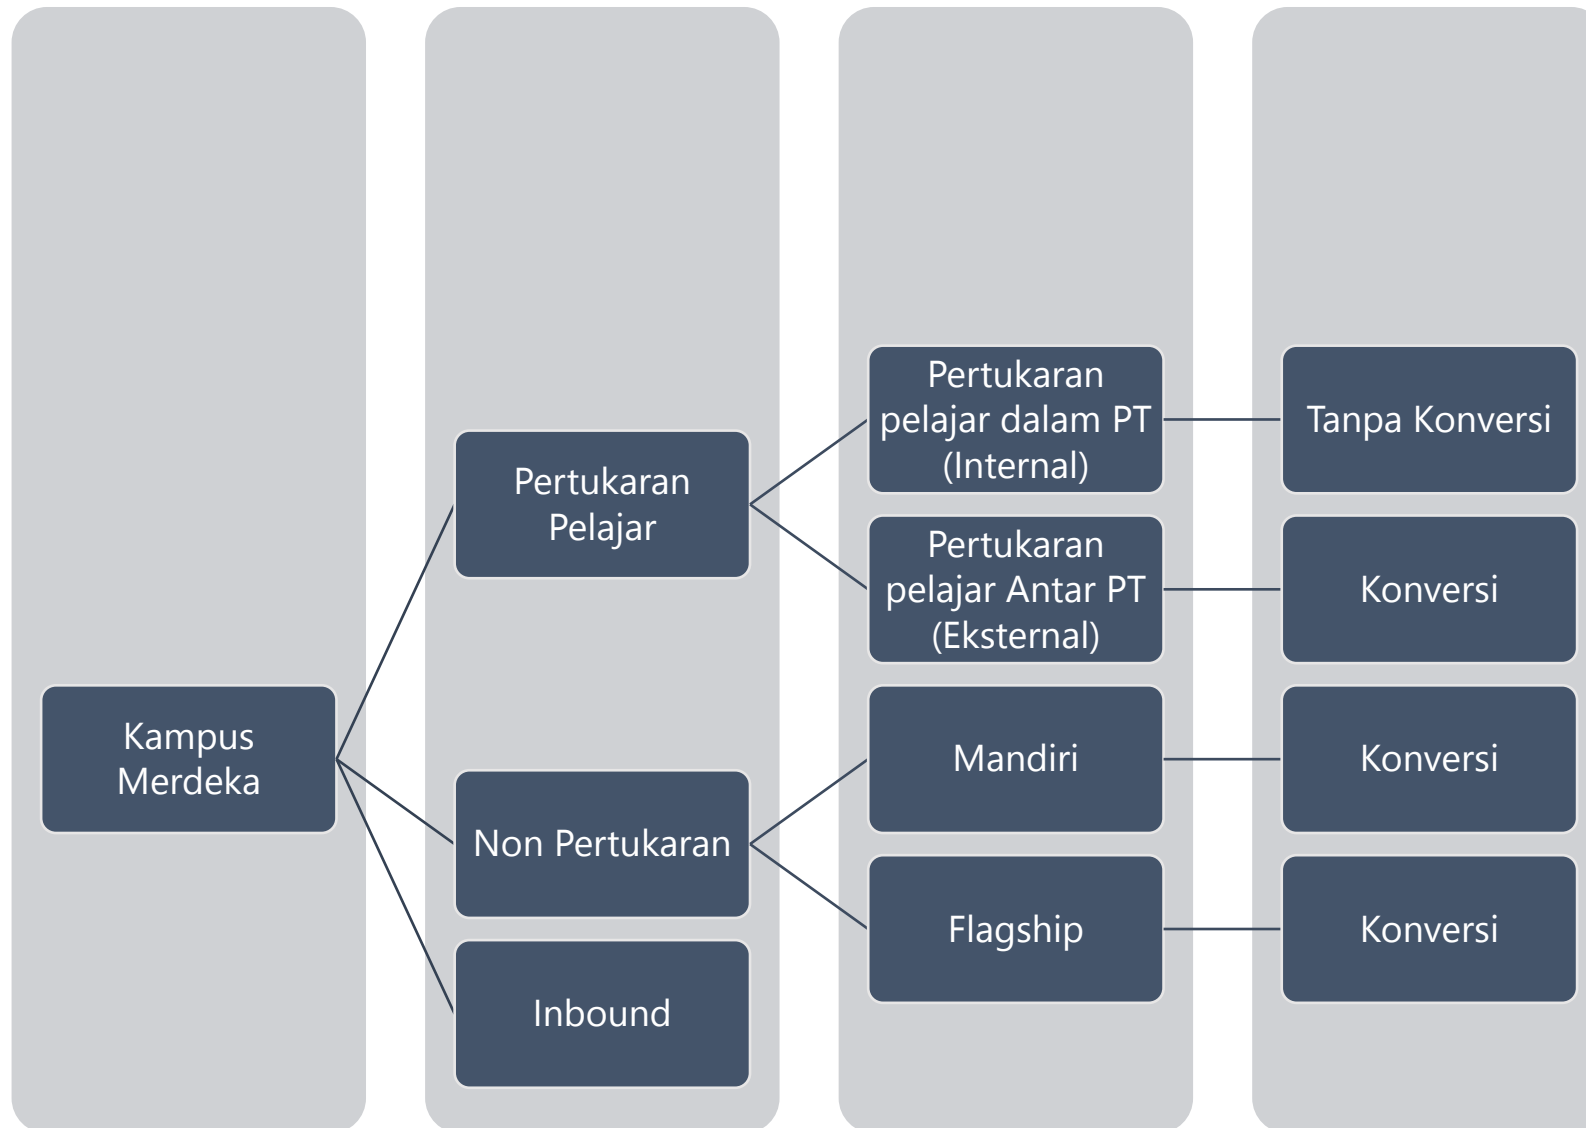 Kampus
Merdeka
Pertukaran
Pelajar
Pertukaran
pelajar dalam PT
(Internal)
Tanpa Konversi
Pertukaran
pelajar Antar PT
(Eksternal)
Konversi
Non Pertukaran
Mandiri
Konversi
Flagship
Konversi
Inbound